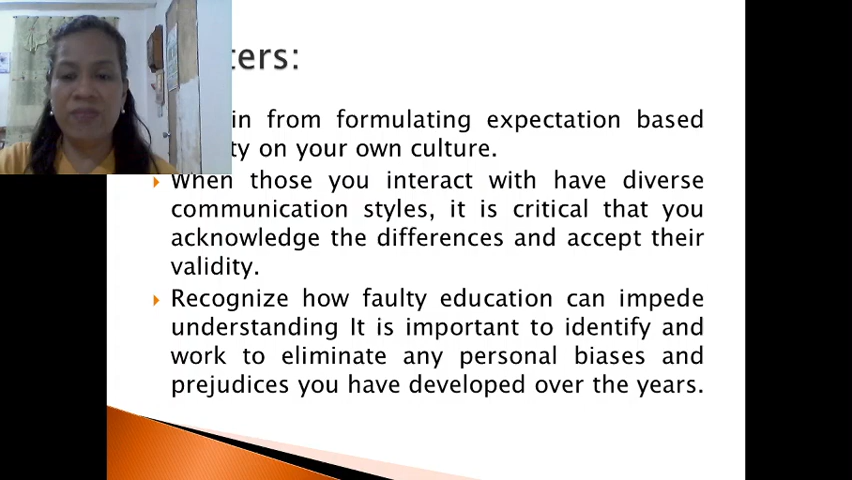 ters:
in from formulating expectation based
ty on your own culture.
When those you interact with have diverse
communication styles, it is critical that you
acknowledge the differences and accept their
validity.
Recognize how faulty education can impede
understanding It is important to identify and
work to eliminate any personal biases and
prejudices you have developed over the years.